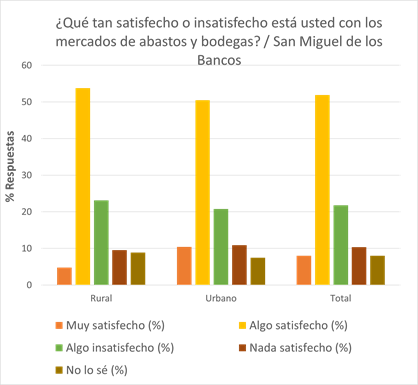 ¿Qué tan satisfecho o insatisfecho está usted con los
mercados de abastos y bodegas? / San Miguel de los
Bancos
% Respuestas
60
50
40
30
20
10
0
Rural Urbano Total
Muy satisfecho (%) Algo satisfecho (%)
Algo insatisfecho (%) Nada satisfecho (%)
No lo sé (%)